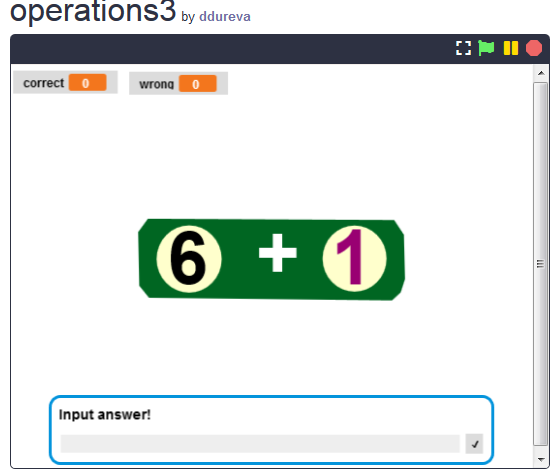 operations3 by ddureva
correct 0 wrong 0
6 + 1
Input answer!